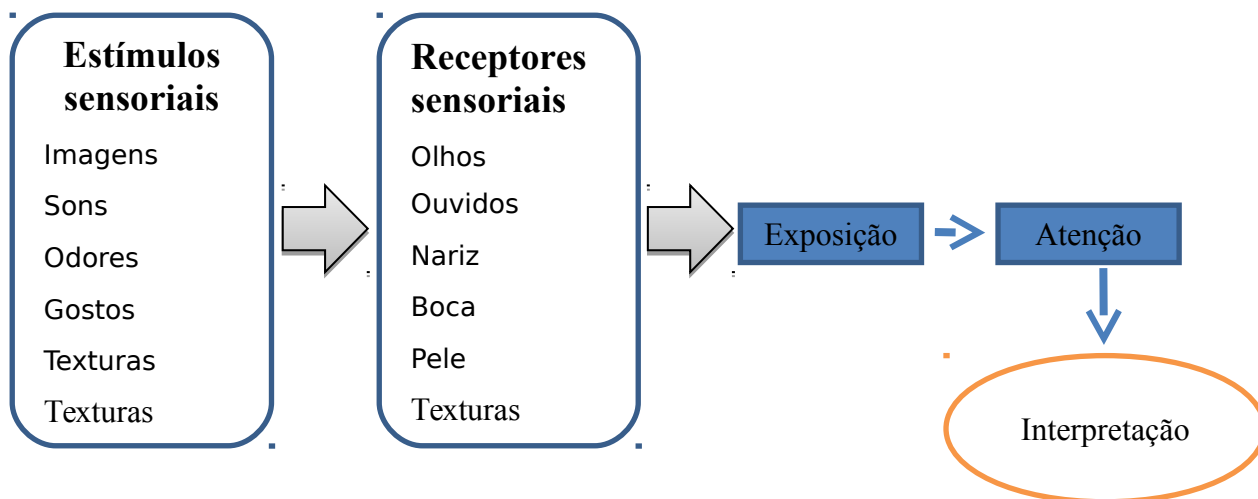 Estímulos
sensoriais
Imagens
Sons
Odores
Gostos
Texturas
Texturas
Receptores
sensoriais
Olhos
Ouvidos
Nariz
Boca
Pele
Texturas
Exposição
Atenção
Interpretação